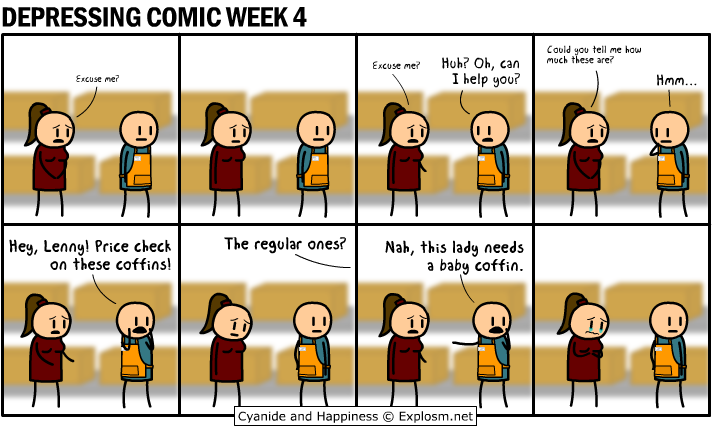 DEPRESSING COMIC WEEK 4
Excuse me?
Excuse me?
Huh? Oh, can
I help you?
Could you tell me how
much these are?
Hmm...
Hey, Lenny! Price check
on these coffins!
The regular ones?
Nah, this lady needs
a baby coffin.
Cyanide and Happiness © Explosm.net